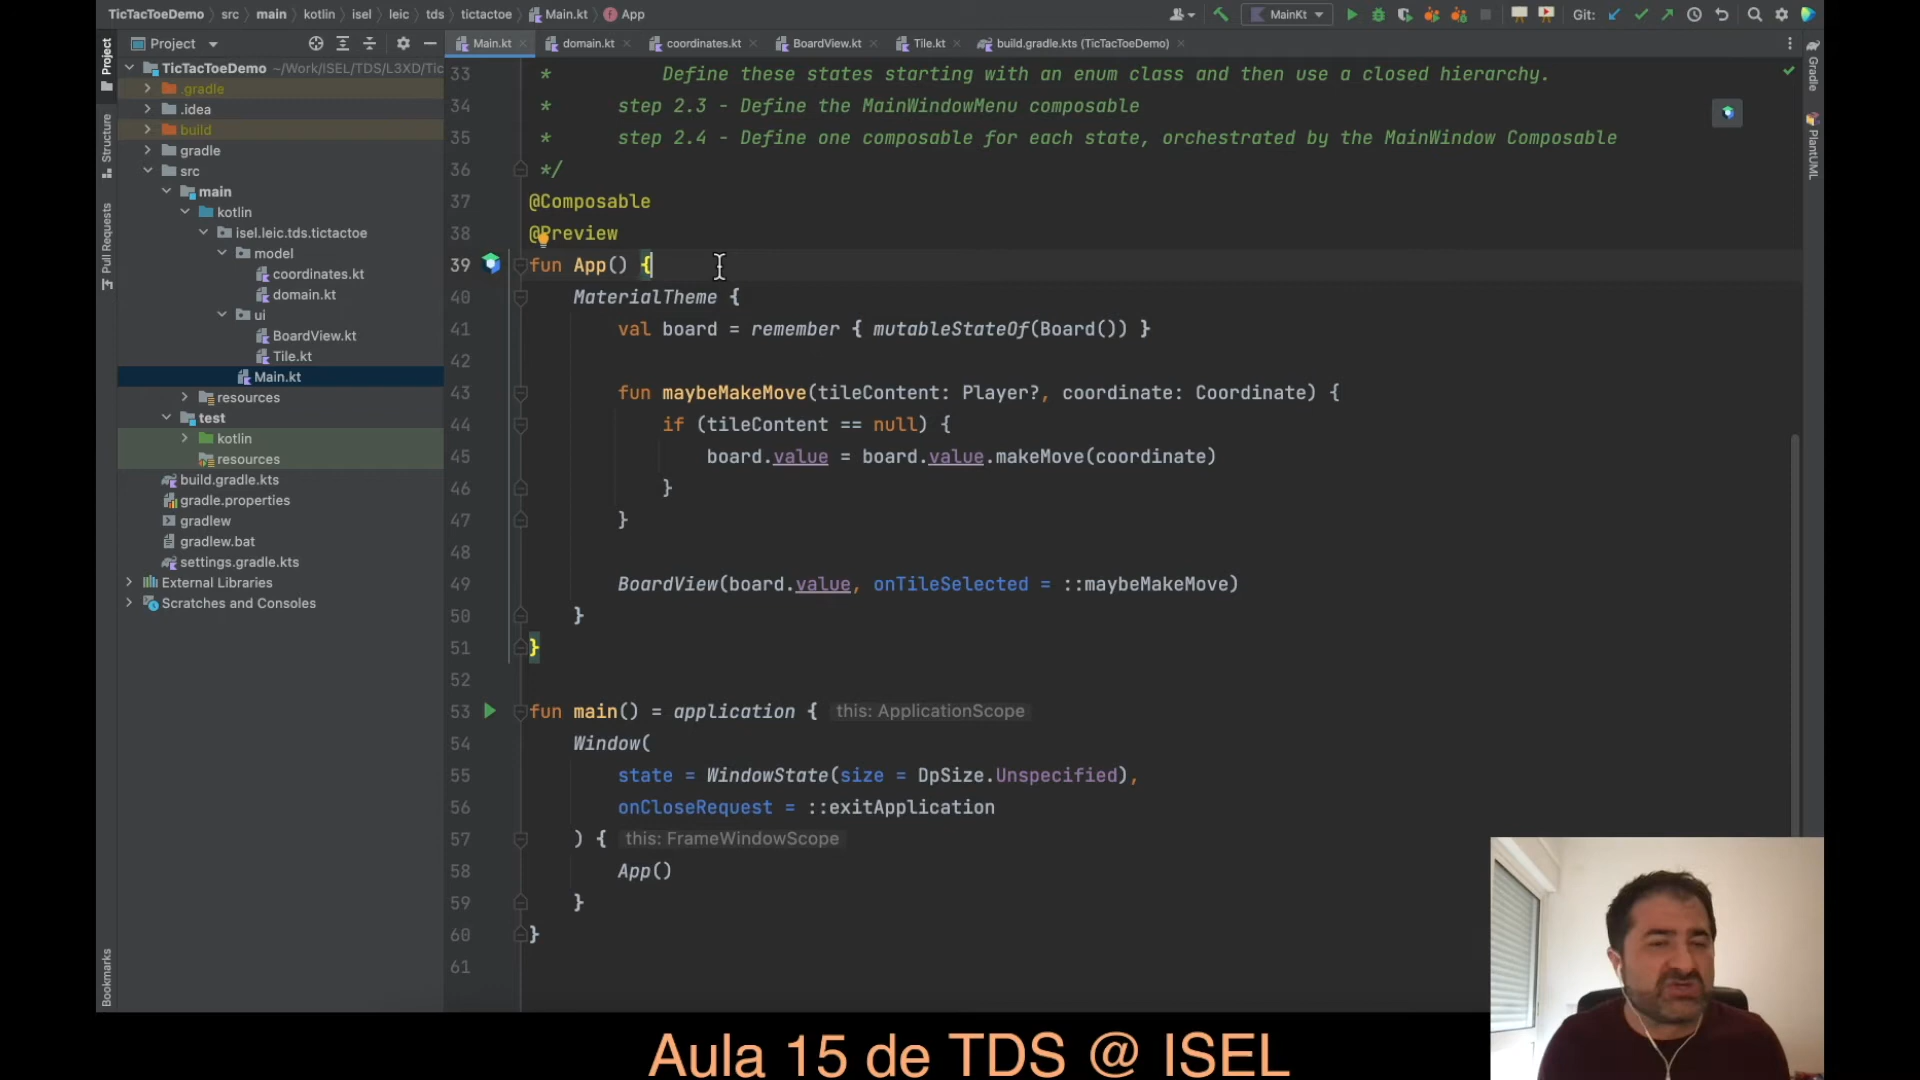 TicTacToeDemo › src › main › kotlin › isel › leic › tds › tictactoe › Main.kt › App
MainKt
Git:
Project
Main.kt
domain.kt
coordinates.kt
BoardView.kt
Tile.kt
build.gradle.kts (TicTacToeDemo)
Project
Structure
Pull Requests
Bookmarks
Gradle
PlantUML
TicTacToeDemo ~/Work/ISEL/TDS/L3XD/Tic
.gradle
.idea
build
gradle
src
main
kotlin
isel.leic.tds.tictactoe
model
coordinates.kt
domain.kt
ui
BoardView.kt
Tile.kt
Main.kt
resources
test
kotlin
resources
build.gradle.kts
gradle.properties
gradlew
gradlew.bat
settings.gradle.kts
External Libraries
Scratches and Consoles
33 * Define these states starting with an enum class and then use a closed hierarchy.
34 * step 2.3 - Define the MainWindowMenu composable
35 * step 2.4 - Define one composable for each state, orchestrated by the MainWindow Composable
36 */
37 @Composable
38 @Preview
39 fun App() {
40 MaterialTheme {
41 val board = remember { mutableStateOf(Board()) }
42
43 fun maybeMakeMove(tileContent: Player?, coordinate: Coordinate) {
44 if (tileContent == null) {
45 board.value = board.value.makeMove(coordinate)
46 }
47 }
48
49 BoardView(board.value, onTileSelected = ::maybeMakeMove)
50 }
51 }
52
53 fun main() = application { this: ApplicationScope
54 Window(
55 state = WindowState(size = DpSize.Unspecified),
56 onCloseRequest = ::exitApplication
57 ) { this: FrameWindowScope
58 App()
59 }
60 }
61
Aula 15 de TDS @ ISEL